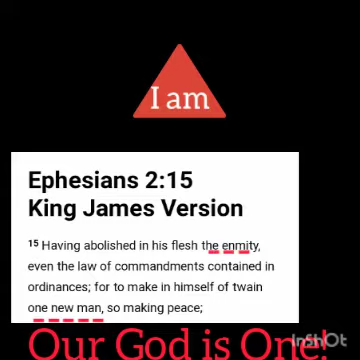 I am
Ephesians 2:15
King James Version
15 Having abolished in his flesh the enmity,
even the law of commandments contained in
ordinances; for to make in himself of twain
one new man, so making peace;
Our God is One!
InShOt